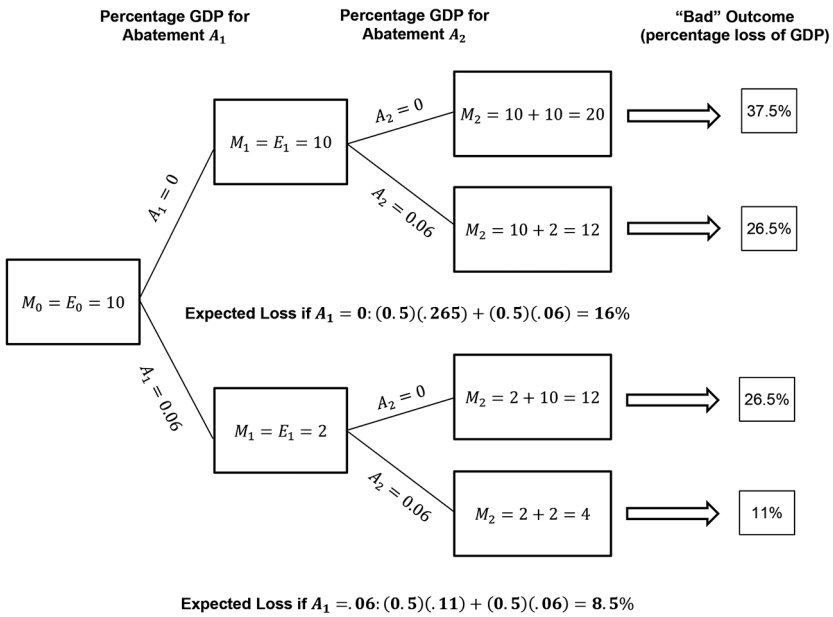 Percentage GDP for
Abatement A₁
Percentage GDP for
Abatement A₂
“Bad” Outcome
(percentage loss of GDP)
A₁ = 0
M₁ = E₁ = 10
A₂ = 0
M₂ = 10 + 10 = 20
37.5%
A₂ = 0.06
M₂ = 10 + 2 = 12
26.5%
M₀ = E₀ = 10
Expected Loss if A₁ = 0: (0.5)(.265) + (0.5)(.06) = 16%
A₁ = 0.06
M₁ = E₁ = 2
A₂ = 0
M₂ = 2 + 10 = 12
26.5%
A₂ = 0.06
M₂ = 2 + 2 = 4
11%
Expected Loss if A₁ =.06: (0.5)(.11) + (0.5)(.06) = 8.5%